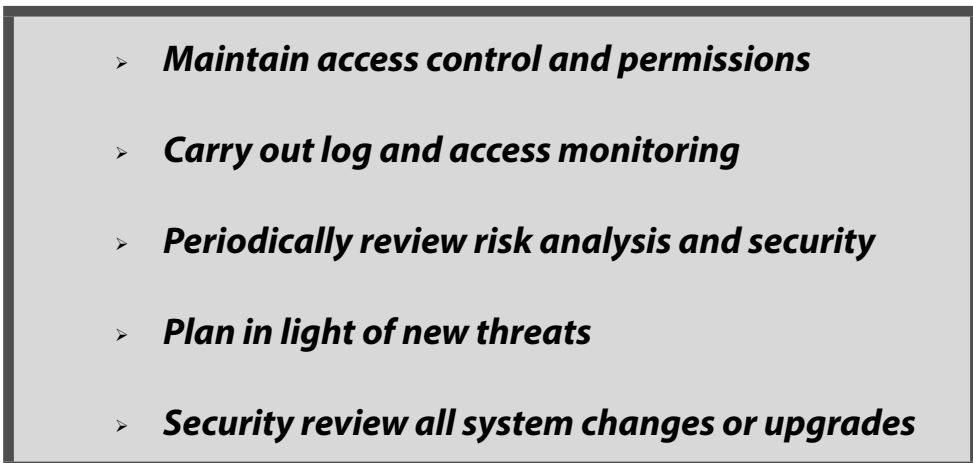 ➢ Maintain access control and permissions
➢ Carry out log and access monitoring
➢ Periodically review risk analysis and security
➢ Plan in light of new threats
➢ Security review all system changes or upgrades